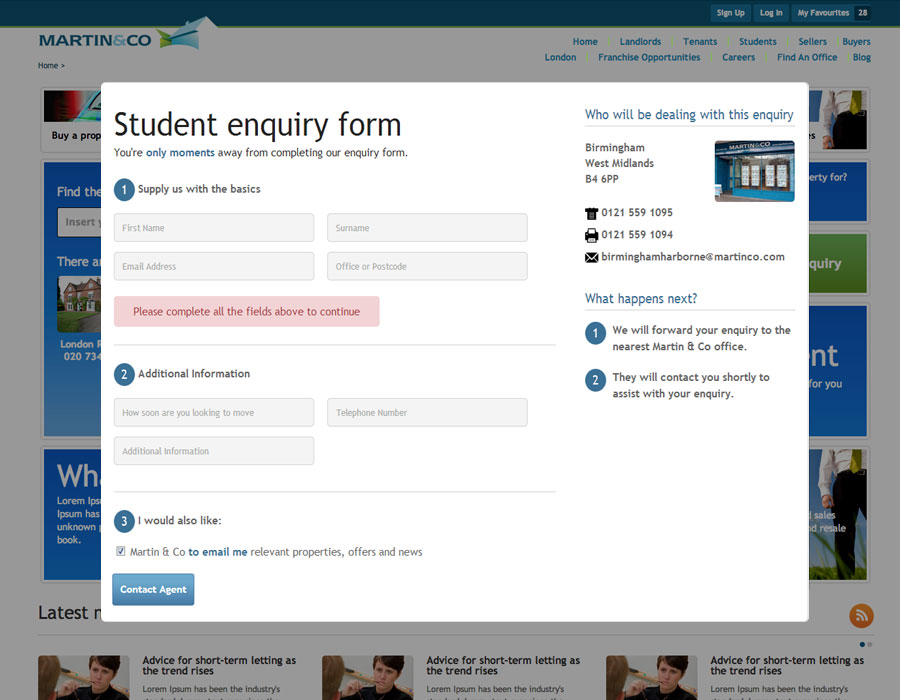 Sign Up
Log In
My Favourites 28
MARTIN&CO
Home
Landlords
Tenants
Students
Sellers
Buyers
London
Franchise Opportunities
Careers
Find An Office
Blog
Home >
Buy a prop
Find the
Insert
There ar
London R
020 734
Wha
Lorem Ips
Ipsum has
unknown p
book.
Student enquiry form
You're only moments away from completing our enquiry form.
1 Supply us with the basics
First Name
Surname
Email Address
Office or Postcode
Please complete all the fields above to continue
2 Additional Information
How soon are you looking to move
Telephone Number
Additional Information
3 I would also like:
Martin & Co to email me relevant properties, offers and news
Contact Agent
Who will be dealing with this enquiry
Birmingham
West Midlands
B4 6PP
MARTIN&CO
0121 559 1095
0121 559 1094
birminghamharborne@martinco.com
What happens next?
1 We will forward your enquiry to the
nearest Martin & Co office.
2 They will contact you shortly to
assist with your enquiry.
es
erty for?
quiry
nt
for you
sales
d resale
Latest n
Advice for short-term letting as
the trend rises
Lorem Ipsum has been the industry's
Advice for short-term letting as
the trend rises
Lorem Ipsum has been the industry's
Advice for short-term letting as
the trend rises
Lorem Ipsum has been the industry's